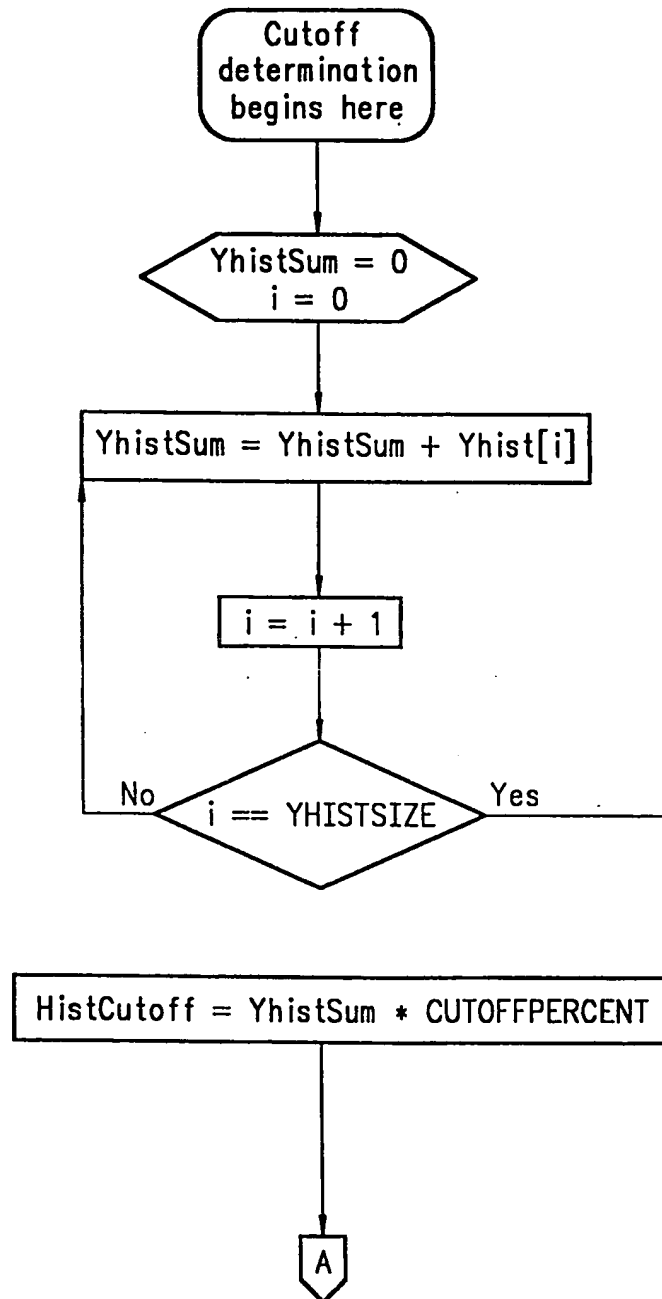 Cutoff
determination
begins here
YhistSum = 0
i = 0
YhistSum = YhistSum + Yhist[i]
i = i + 1
No
i == YHISTSIZE
Yes
HistCutoff = YhistSum * CUTOFFPERCENT
A